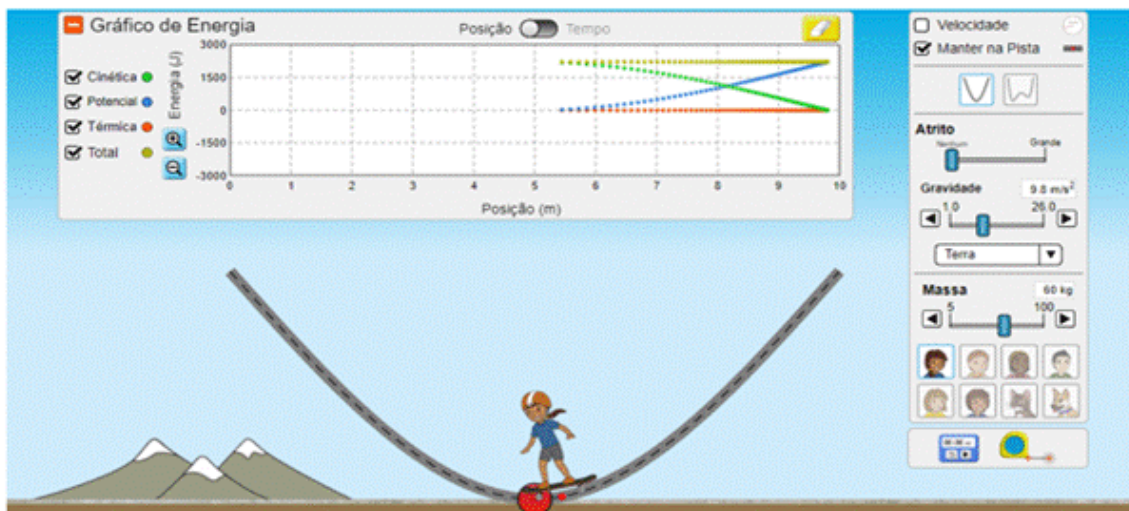 Gráfico de Energia
Posição Tempo
Energia (J)
3000
1500
0
-1500
-3000
Cinética
Potencial
Térmica
Total
0 1 2 3 4 5 6 7 8 9 10
Posição (m)
Velocidade
Manter na Pista
Atrito
Nenhum Grande
Gravidade 9.8 m/s²
1.0 26.0
Terra
Massa 60 kg
5 100